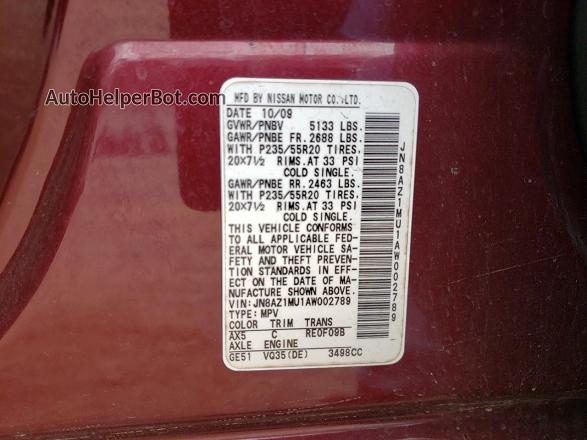 AutoHelperBot.com
MFD BY NISSAN MOTOR CO.,LTD.
DATE 10/09
GVWR/PNBV 5133 LBS.
GAWR/PNBE FR. 2688 LBS.
WITH P235/55R20 TIRES.
20X7½ RIMS.AT 33 PSI
COLD SINGLE.
GAWR/PNBE RR. 2463 LBS.
WITH P235/55R20 TIRES.
20X7½ RIMS.AT 33 PSI
COLD SINGLE.
THIS VEHICLE CONFORMS
TO ALL APPLICABLE FED-
ERAL MOTOR VEHICLE SA-
FETY AND THEFT PREVEN-
TION STANDARDS IN EFF-
ECT ON THE DATE OF MA-
NUFACTURE SHOWN ABOVE.
VIN:JN8AZ1MU1AW002789
TYPE:MPV
COLOR TRIM TRANS
AX5 C RE0F09B
AXLE ENGINE
GE51 VQ35(DE) 3498CC
JN8AZ1MU1AW002789